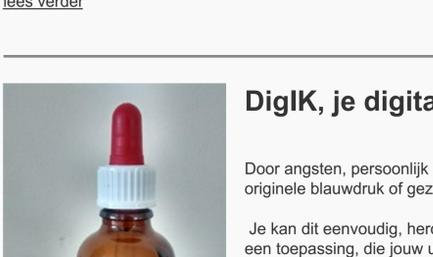 lees verder
DigIK, je digita
Door angsten, persoonlijk
originele blauwdruk of gez
Je kan dit eenvoudig, herc
een toepassing, die jouw u